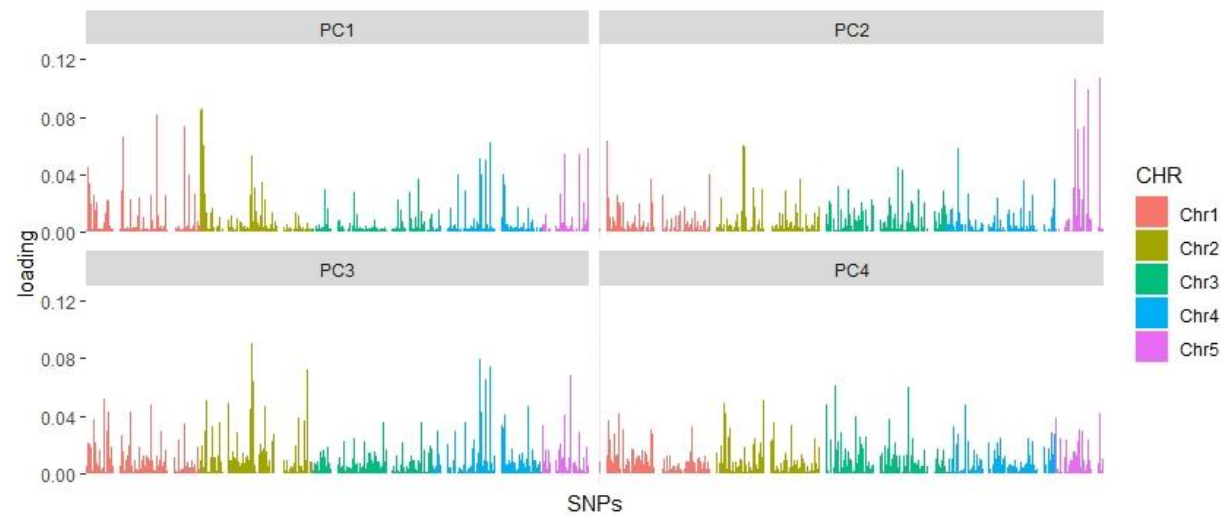 PC1
PC2
0.12
0.08
0.04
0.00
PC3
PC4
0.12
0.08
0.04
0.00
loading
SNPs
CHR
Chr1
Chr2
Chr3
Chr4
Chr5